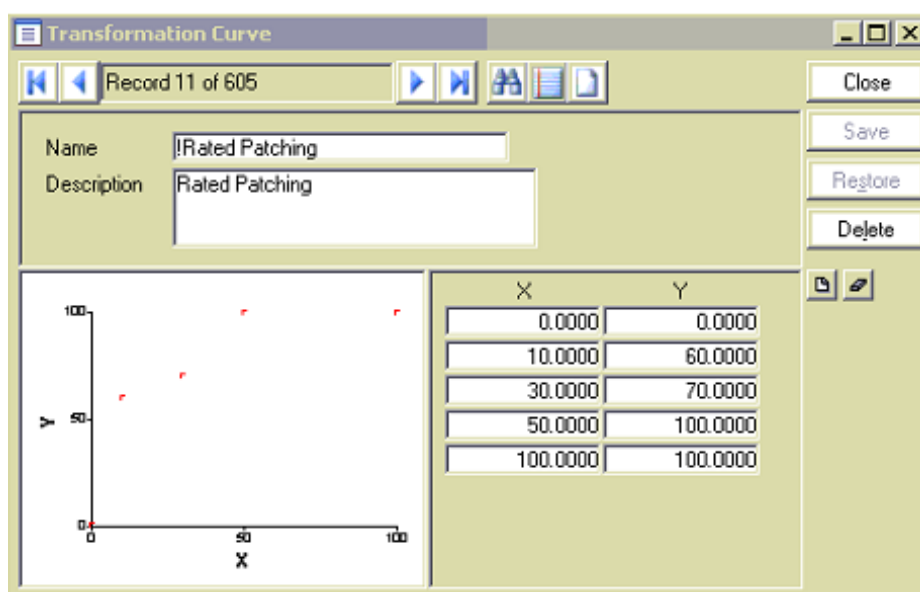 Transformation Curve
Record 11 of 605
Close
Save
Restore
Delete
Name !Rated Patching
Description Rated Patching
X Y
0.0000 0.0000
10.0000 60.0000
30.0000 70.0000
50.0000 100.0000
100.0000 100.0000
100
Y 50
0
0 50 100
X